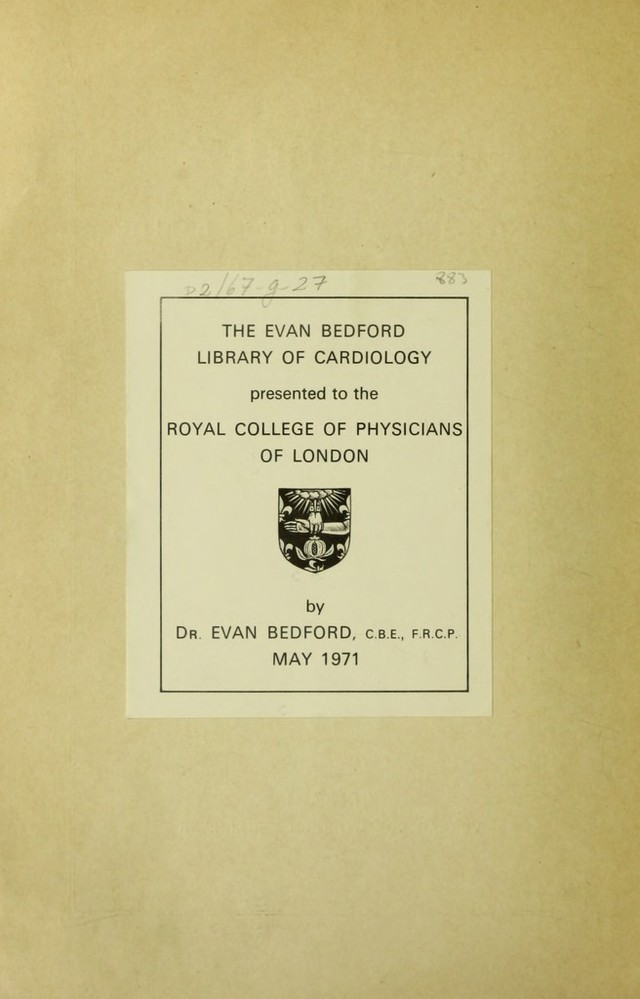 D2/67-g-27 883
THE EVAN BEDFORD
LIBRARY OF CARDIOLOGY
presented to the
ROYAL COLLEGE OF PHYSICIANS
OF LONDON
by
DR. EVAN BEDFORD, C.B.E., F.R.C.P.
MAY 1971